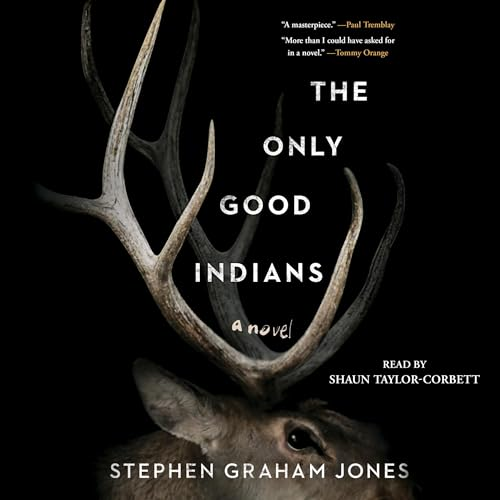 "A masterpiece." —Paul Tremblay
"More than I could have asked for
in a novel." —Tommy Orange
THE
ONLY
GOOD
INDIANS
a novel
READ BY
SHAUN TAYLOR-CORBETT
STEPHEN GRAHAM JONES